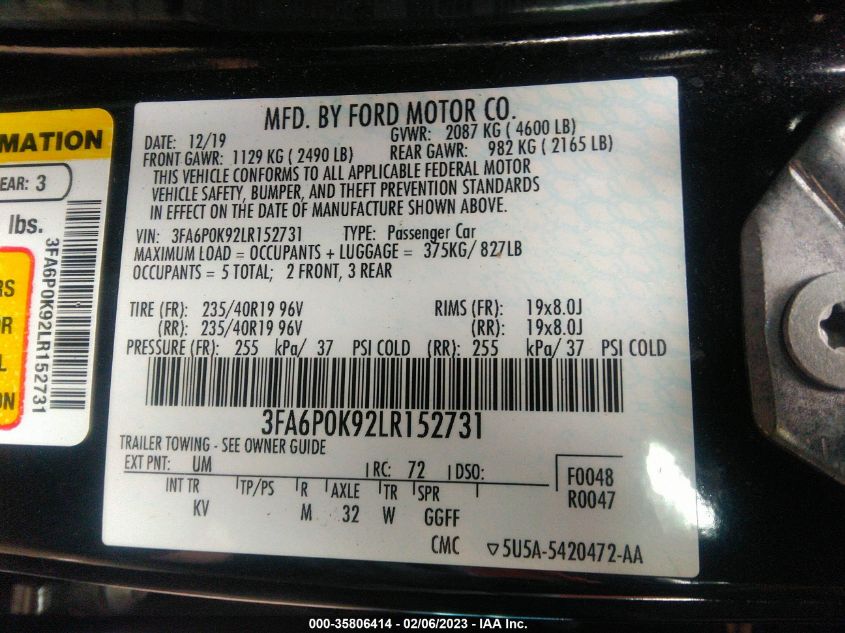 MFD. BY FORD MOTOR CO.
DATE: 12/19 GVWR: 2087 KG ( 4600 LB)
FRONT GAWR: 1129 KG ( 2490 LB) REAR GAWR: 982 KG ( 2165 LB)
THIS VEHICLE CONFORMS TO ALL APPLICABLE FEDERAL MOTOR
VEHICLE SAFETY, BUMPER, AND THEFT PREVENTION STANDARDS
IN EFFECT ON THE DATE OF MANUFACTURE SHOWN ABOVE.
VIN: 3FA6P0K92LR152731 TYPE: Passenger Car
MAXIMUM LOAD = OCCUPANTS + LUGGAGE = 375KG/ 827LB
OCCUPANTS = 5 TOTAL; 2 FRONT, 3 REAR
TIRE (FR): 235/40R19 96V RIMS (FR): 19x8.0J
(RR): 235/40R19 96V (RR): 19x8.0J
PRESSURE (FR): 255 kPa/ 37 PSI COLD (RR): 255 kPa/ 37 PSI COLD
3FA6P0K92LR152731
TRAILER TOWING - SEE OWNER GUIDE
EXT PNT: UM RC: 72 DSO: F0048
INT TR TP/PS R AXLE TR SPR R0047
KV M 32 W GGFF
CMC ▽5U5A-5420472-AA
MATION
EAR: 3
lbs.
3FA6P0K92LR152731
RS
OR
L
ON
000-35806414 - 02/06/2023 - IAA Inc.